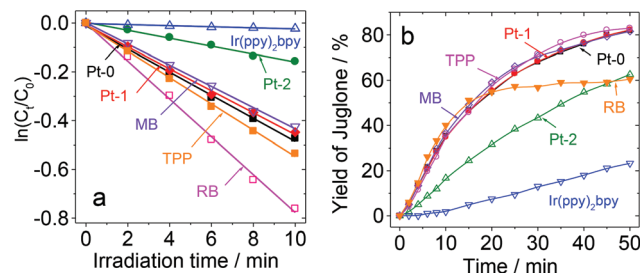 0.0
-0.2
-0.4
-0.6
-0.8
ln(Cₜ/C₀)
Ir(ppy)₂bpy
Pt-2
Pt-0
Pt-1
MB
TPP
RB
a
0 2 4 6 8 10
Irradiation time / min
80
60
40
20
0
Yield of Juglone / %
b
Pt-1
TPP
Pt-0
MB
RB
Pt-2
Ir(ppy)₂bpy
0 10 20 30 40 50
Time / min